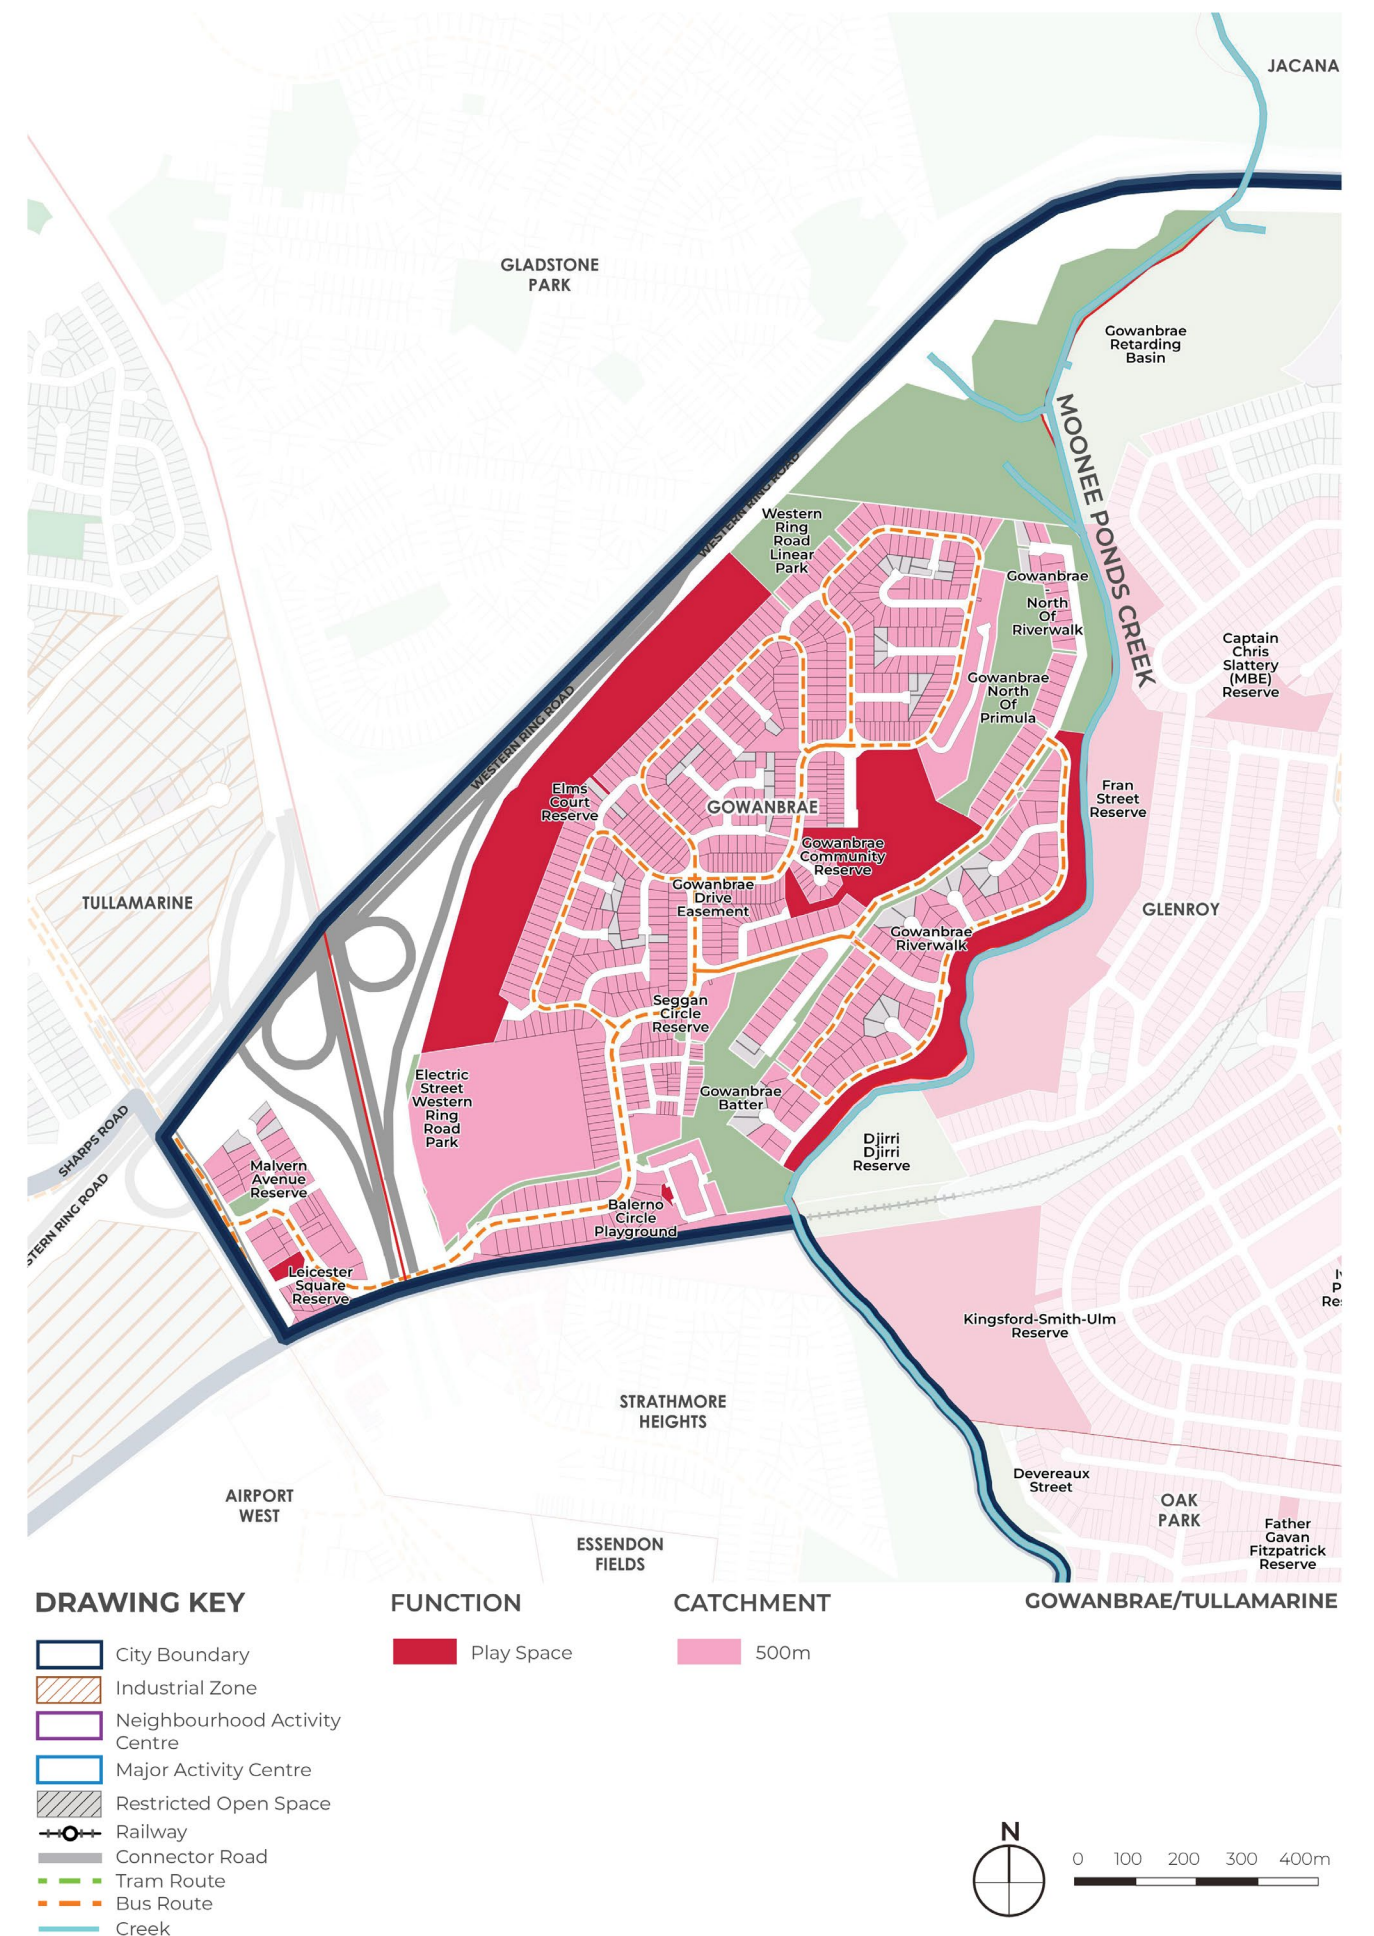 JACANA
GLADSTONE
PARK
Gowanbrae
Retarding
Basin
MOONEE PONDS CREEK
WESTERN RING ROAD
Western
Ring
Road
Linear
Park
Gowanbrae
North
Of
Riverwalk
Captain
Chris
Slattery
(MBE)
Reserve
Gowanbrae
North
Of
Primula
WESTERN RING ROAD
Elms
Court
Reserve
GOWANBRAE
Fran
Street
Reserve
Gowanbrae
Community
Reserve
TULLAMARINE
Gowanbrae
Drive
Easement
GLENROY
Gowanbrae
Riverwalk
Seggan
Circle
Reserve
Electric
Street
Western
Ring
Road
Park
Gowanbrae
Batter
SHARPS ROAD
Djirri
Djirri
Reserve
Malvern
Avenue
Reserve
STERN RING ROAD
Balerno
Circle
Playground
Leicester
Square
Reserve
P
Res
Kingsford-Smith-Ulm
Reserve
STRATHMORE
HEIGHTS
Devereaux
Street
AIRPORT
WEST
OAK
PARK
Father
Gavan
Fitzpatrick
Reserve
ESSENDON
FIELDS
GOWANBRAE/TULLAMARINE
DRAWING KEY
City Boundary
Industrial Zone
Neighbourhood Activity
Centre
Major Activity Centre
Restricted Open Space
Railway
Connector Road
Tram Route
Bus Route
Creek
FUNCTION
Play Space
CATCHMENT
500m
N
0 100 200 300 400m